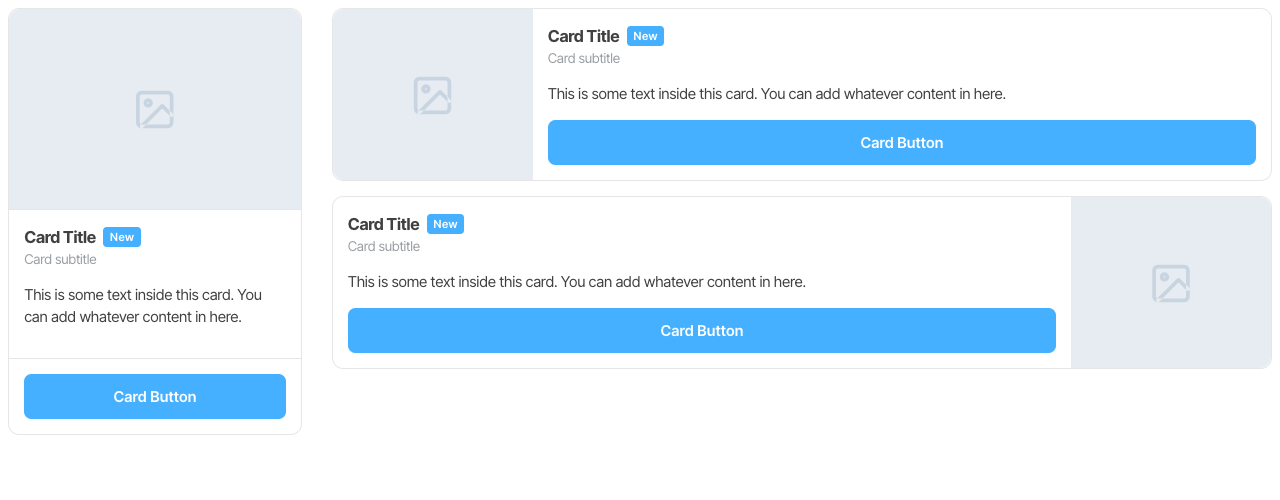 Card Title New
Card subtitle
This is some text inside this card. You
can add whatever content in here.
Card Button
Card Title New
Card subtitle
This is some text inside this card. You can add whatever content in here.
Card Button
Card Title New
Card subtitle
This is some text inside this card. You can add whatever content in here.
Card Button